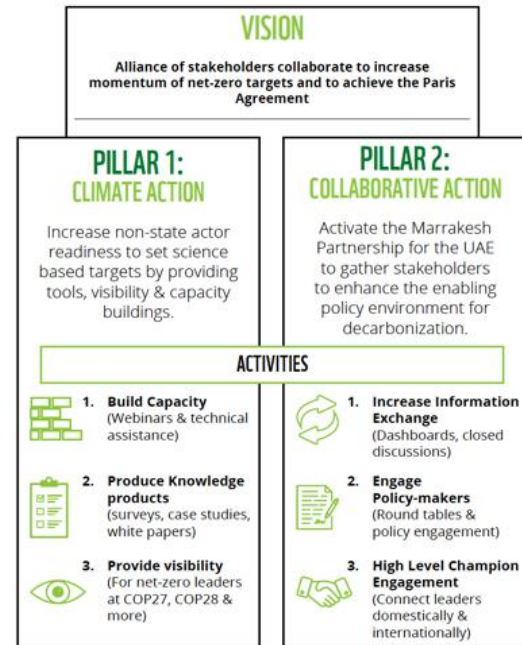 VISION
Alliance of stakeholders collaborate to increase
momentum of net-zero targets and to achieve the Paris
Agreement
PILLAR 1:
CLIMATE ACTION
Increase non-state actor
readiness to set science
based targets by providing
tools, visibility & capacity
buildings.
PILLAR 2:
COLLABORATIVE ACTION
Activate the Marrakesh
Partnership for the UAE
to gather stakeholders
to enhance the enabling
policy environment for
decarbonization.
ACTIVITIES
1. Build Capacity
(Webinars & technical
assistance)
2. Produce Knowledge
products
(surveys, case studies,
white papers)
3. Provide visibility
(For net-zero leaders
at COP27, COP28 &
more)
1. Increase Information
Exchange
(Dashboards, closed
discussions)
2. Engage
Policy-makers
(Round tables &
policy engagement)
3. High Level Champion
Engagement
(Connect leaders
domestically &
internationally)